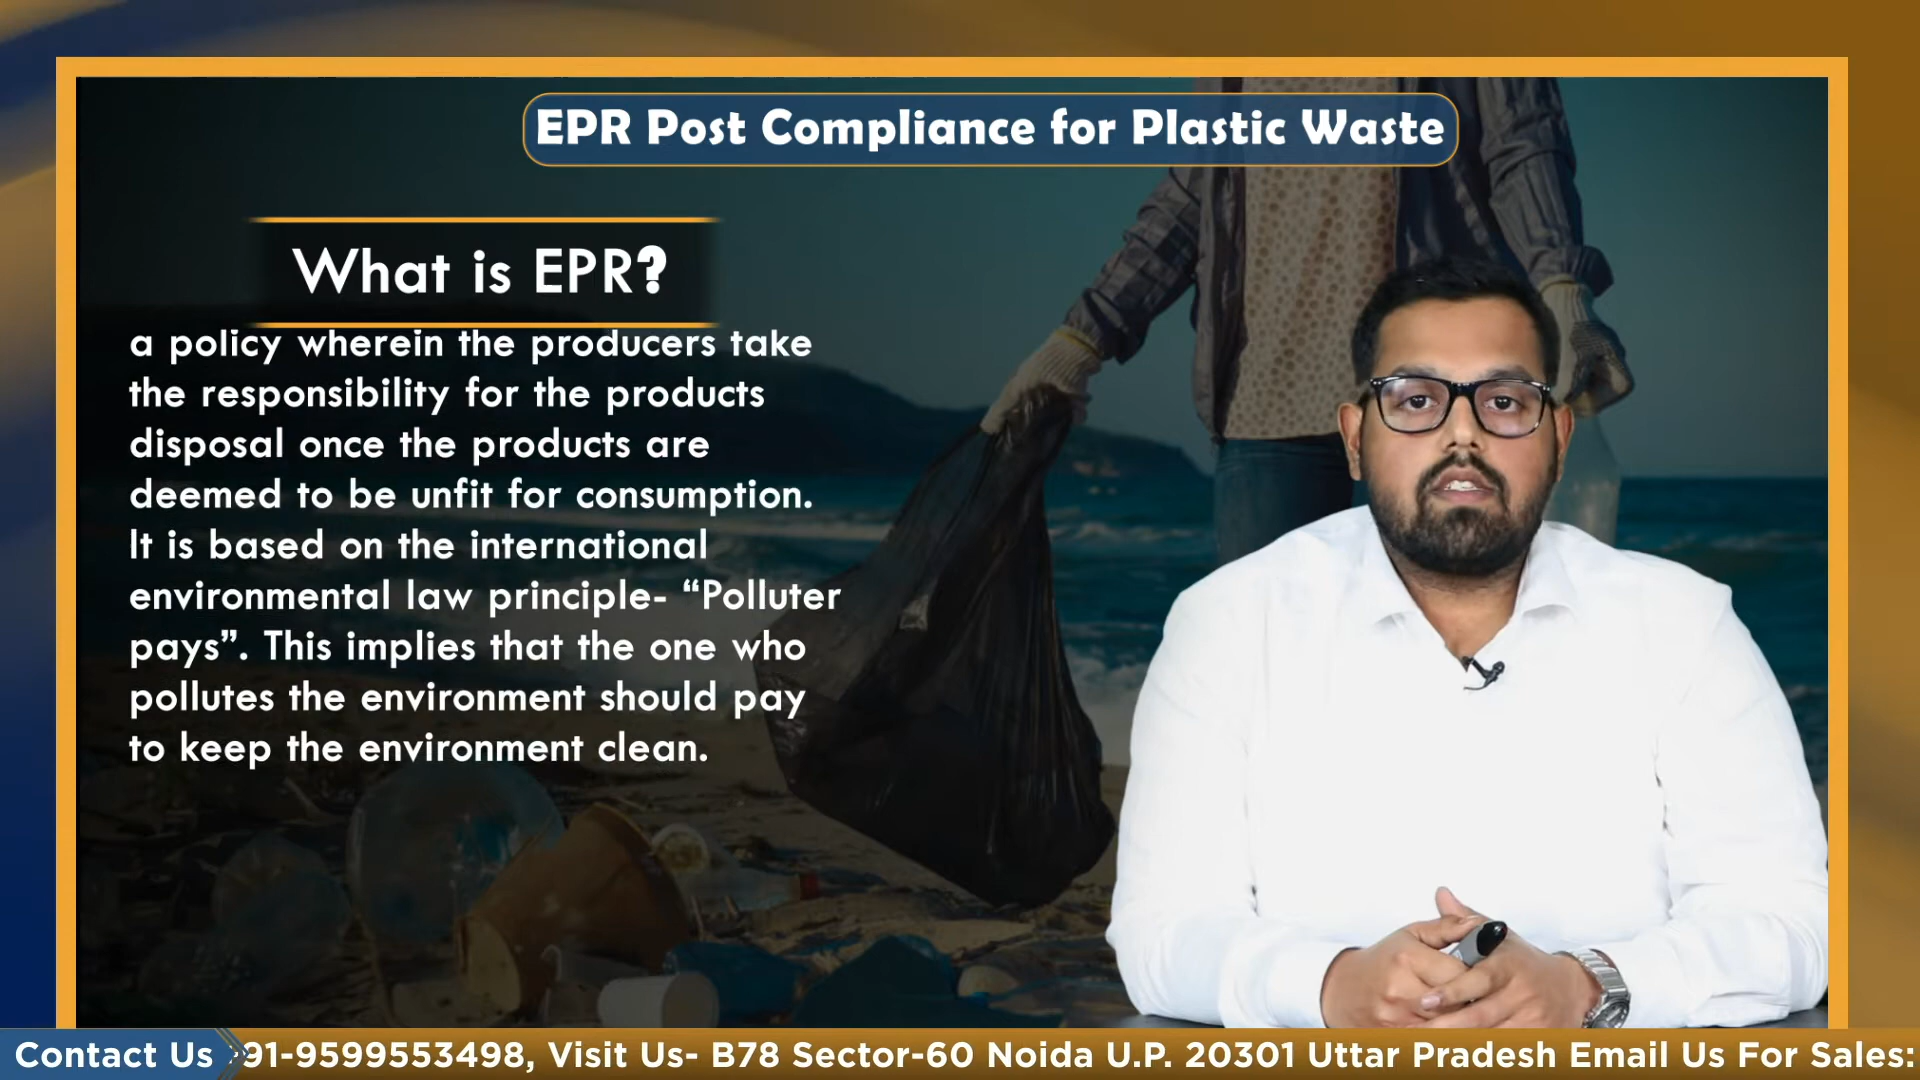 EPR Post Compliance for Plastic Waste
What is EPR?
a policy wherein the producers take
the responsibility for the products
disposal once the products are
deemed to be unfit for consumption.
It is based on the international
environmental law principle- “Polluter
pays”. This implies that the one who
pollutes the environment should pay
to keep the environment clean.
Contact Us 91-9599553498, Visit Us- B78 Sector-60 Noida U.P. 20301 Uttar Pradesh Email Us For Sales: